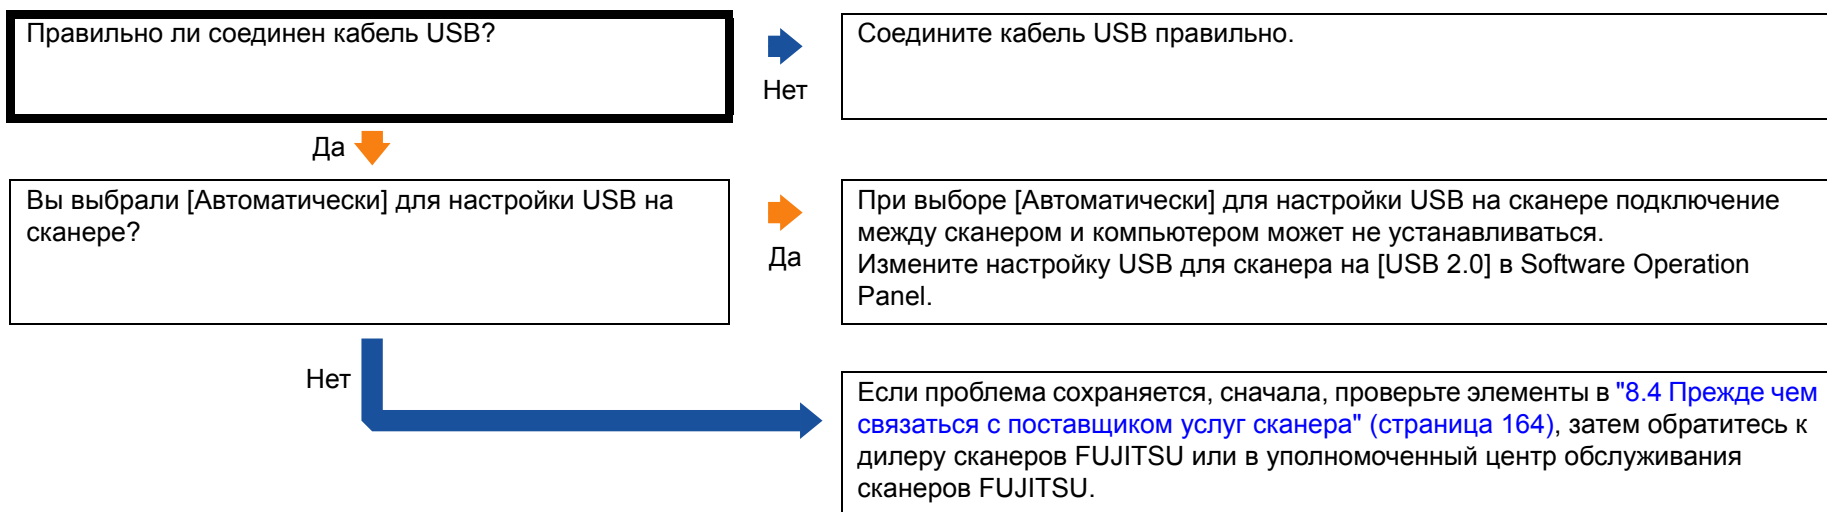 Правильно ли соединен кабель USB?
Нет
Соедините кабель USB правильно.
Да
Вы выбрали [Автоматически] для настройки USB на
сканере?
Да
При выборе [Автоматически] для настройки USB на сканере подключение
между сканером и компьютером может не устанавливаться.
Измените настройку USB для сканера на [USB 2.0] в Software Operation
Panel.
Нет
Если проблема сохраняется, сначала, проверьте элементы в "8.4 Прежде чем
связаться с поставщиком услуг сканера" (страница 164), затем обратитесь к
дилеру сканеров FUJITSU или в уполномоченный центр обслуживания
сканеров FUJITSU.